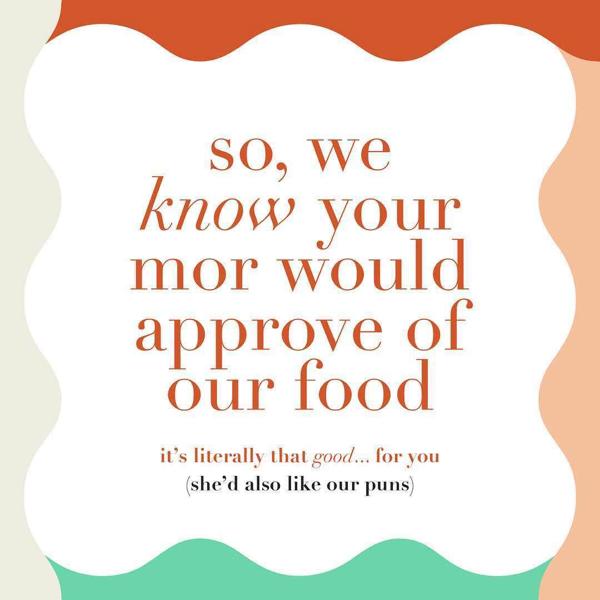 so, we
know your
mor would
approve of
our food
it's literally that good... for you
(she'd also like our puns)